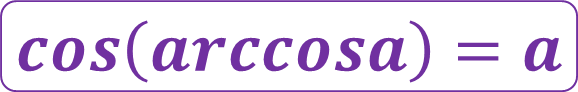 cos(arccosa) = a